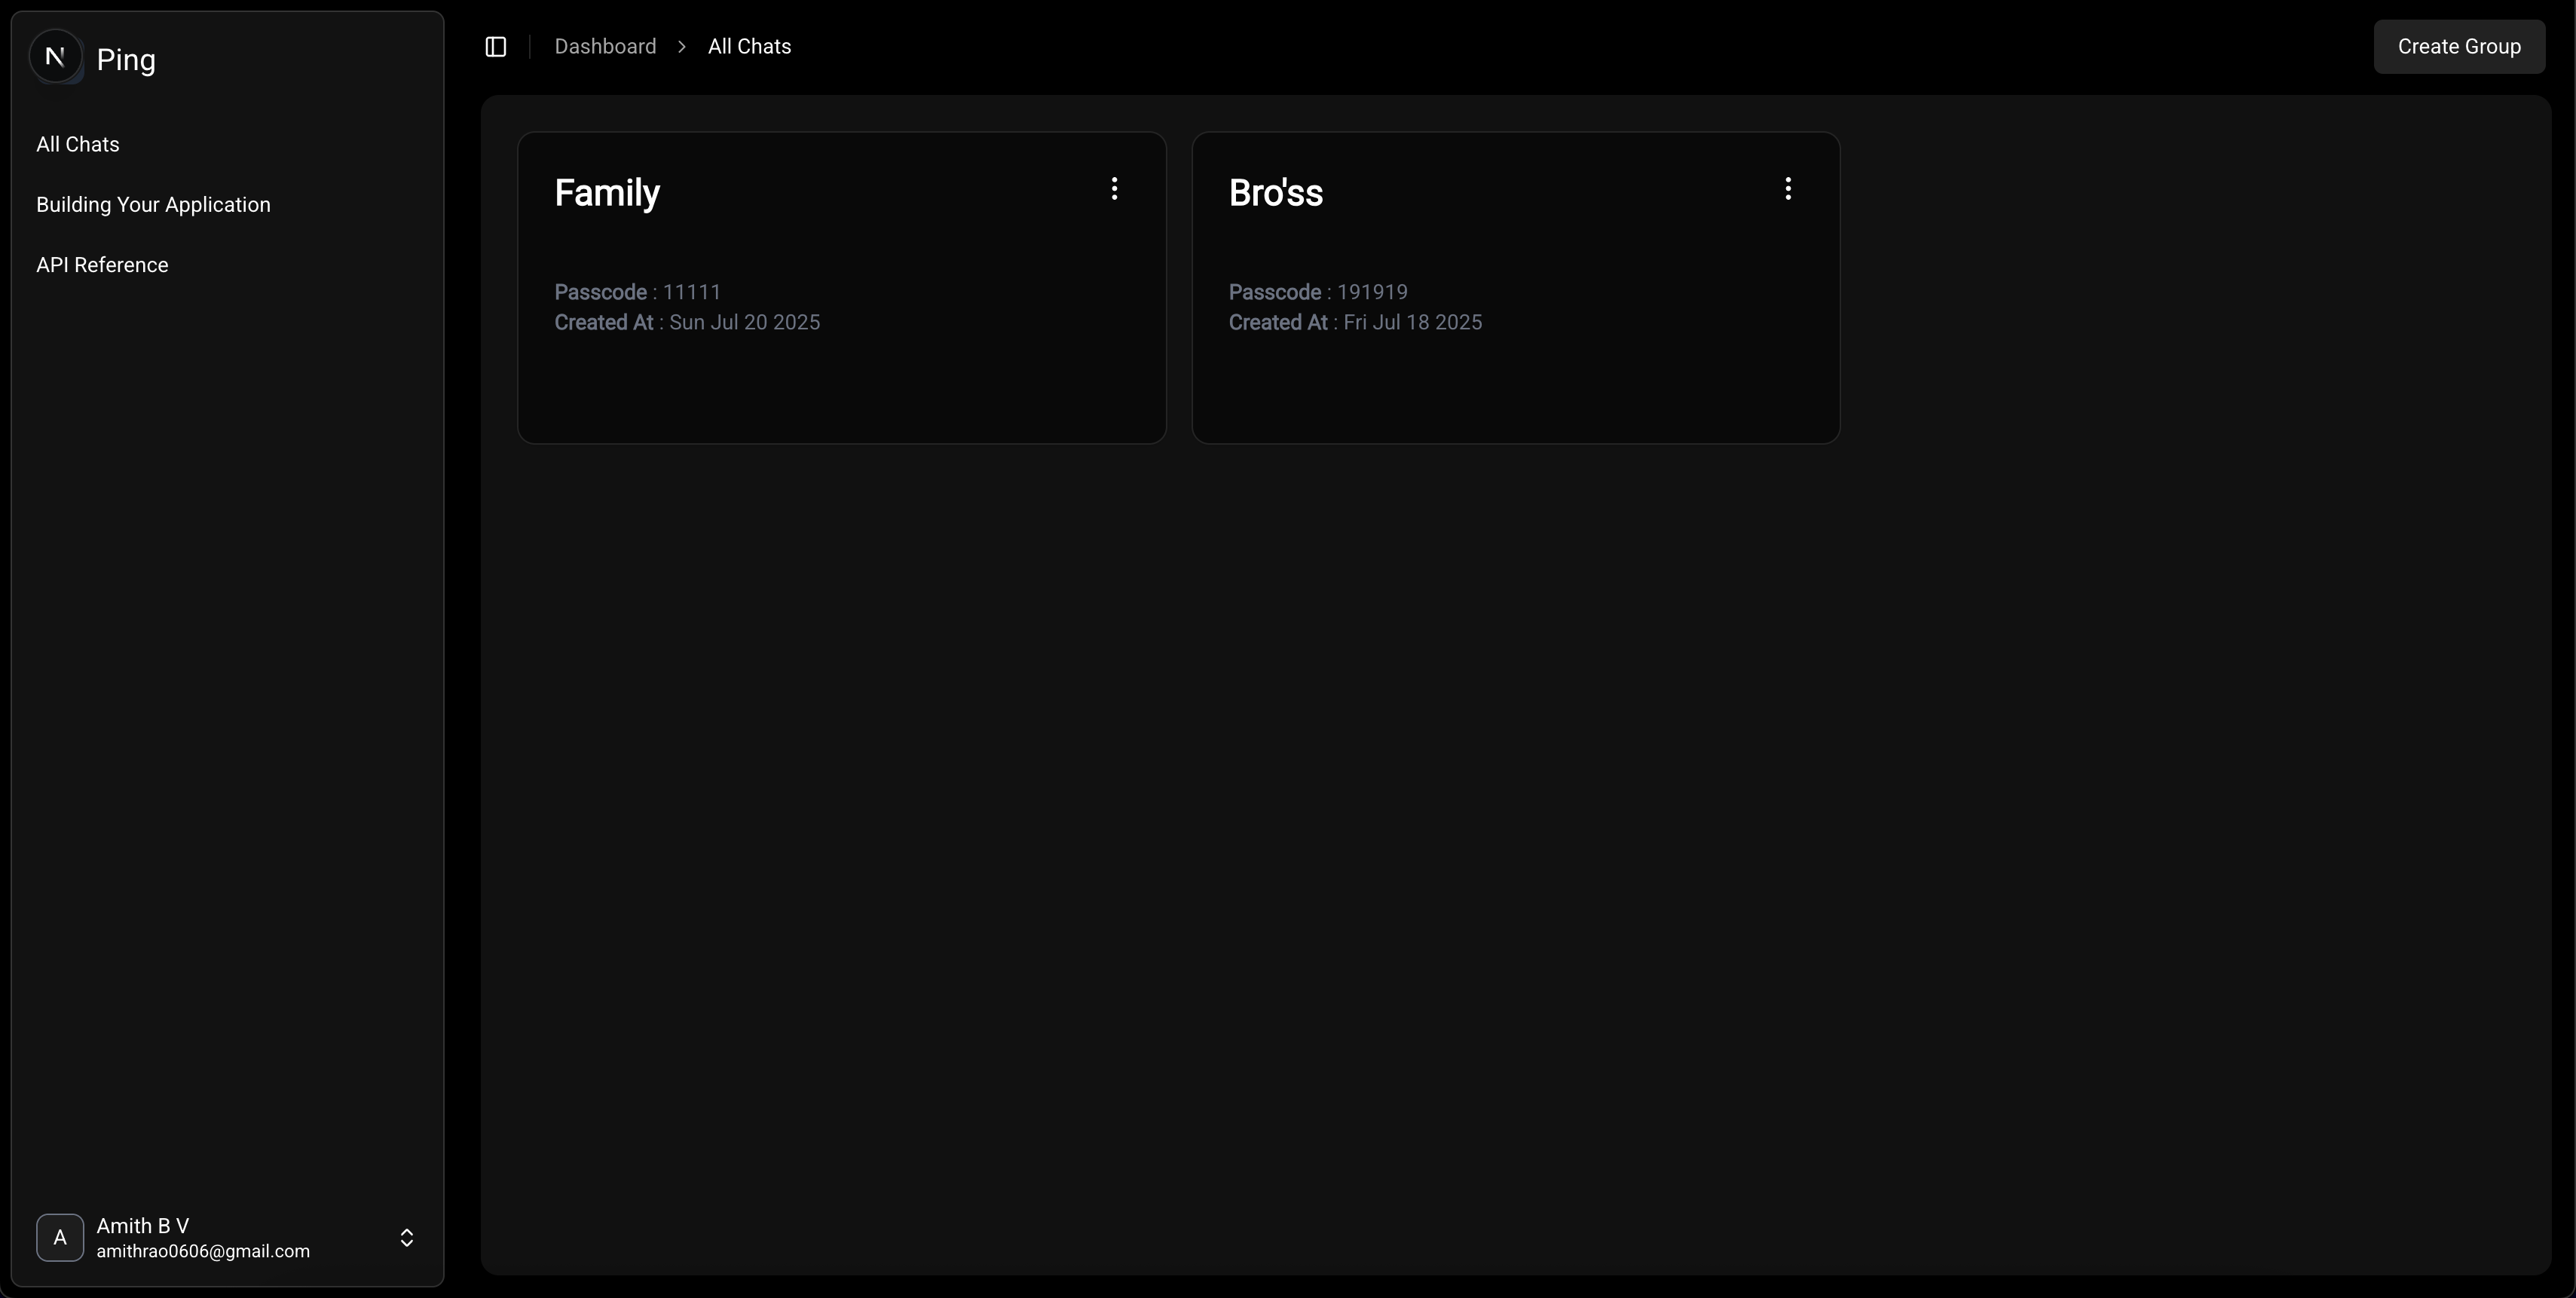 N
Ping
All Chats
Building Your Application
API Reference
Amith B V
A
amithrao0606@gmail.com
Dashboard > All Chats
Create Group
Family
Passcode : 11111
Created At : Sun Jul 20 2025
Bro'ss
Passcode : 191919
Created At : Fri Jul 18 2025